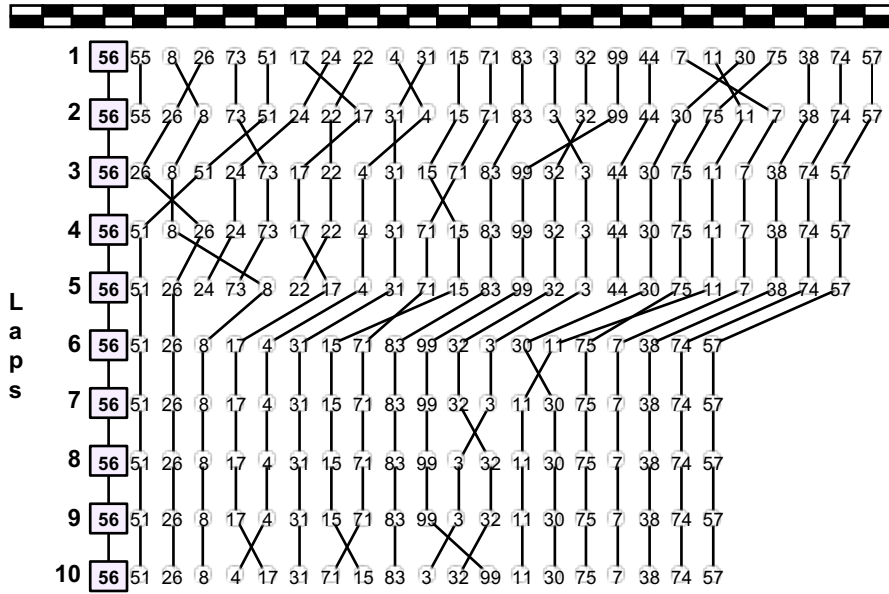 1 56 55 8 26 73 51 17 24 22 4 31 15 71 83 3 32 99 44 7 11 30 75 38 74 57
2 56 55 26 8 73 51 24 22 17 31 4 15 71 83 3 32 99 44 30 75 11 7 38 74 57
3 56 26 8 51 24 73 17 22 4 31 15 71 83 99 32 3 44 30 75 11 7 38 74 57
4 56 51 8 26 24 73 17 22 4 31 71 15 83 99 32 3 44 30 75 11 7 38 74 57
5 56 51 26 24 73 8 22 17 4 31 71 15 83 99 32 3 44 30 75 11 7 38 74 57
6 56 51 26 8 17 4 31 15 71 83 99 32 3 30 11 75 7 38 74 57
7 56 51 26 8 17 4 31 15 71 83 99 32 3 11 30 75 7 38 74 57
8 56 51 26 8 17 4 31 15 71 83 99 3 32 11 30 75 7 38 74 57
9 56 51 26 8 17 4 31 15 71 83 99 3 32 11 30 75 7 38 74 57
10 56 51 26 8 4 17 31 71 15 83 3 32 99 11 30 75 7 38 74 57
Laps